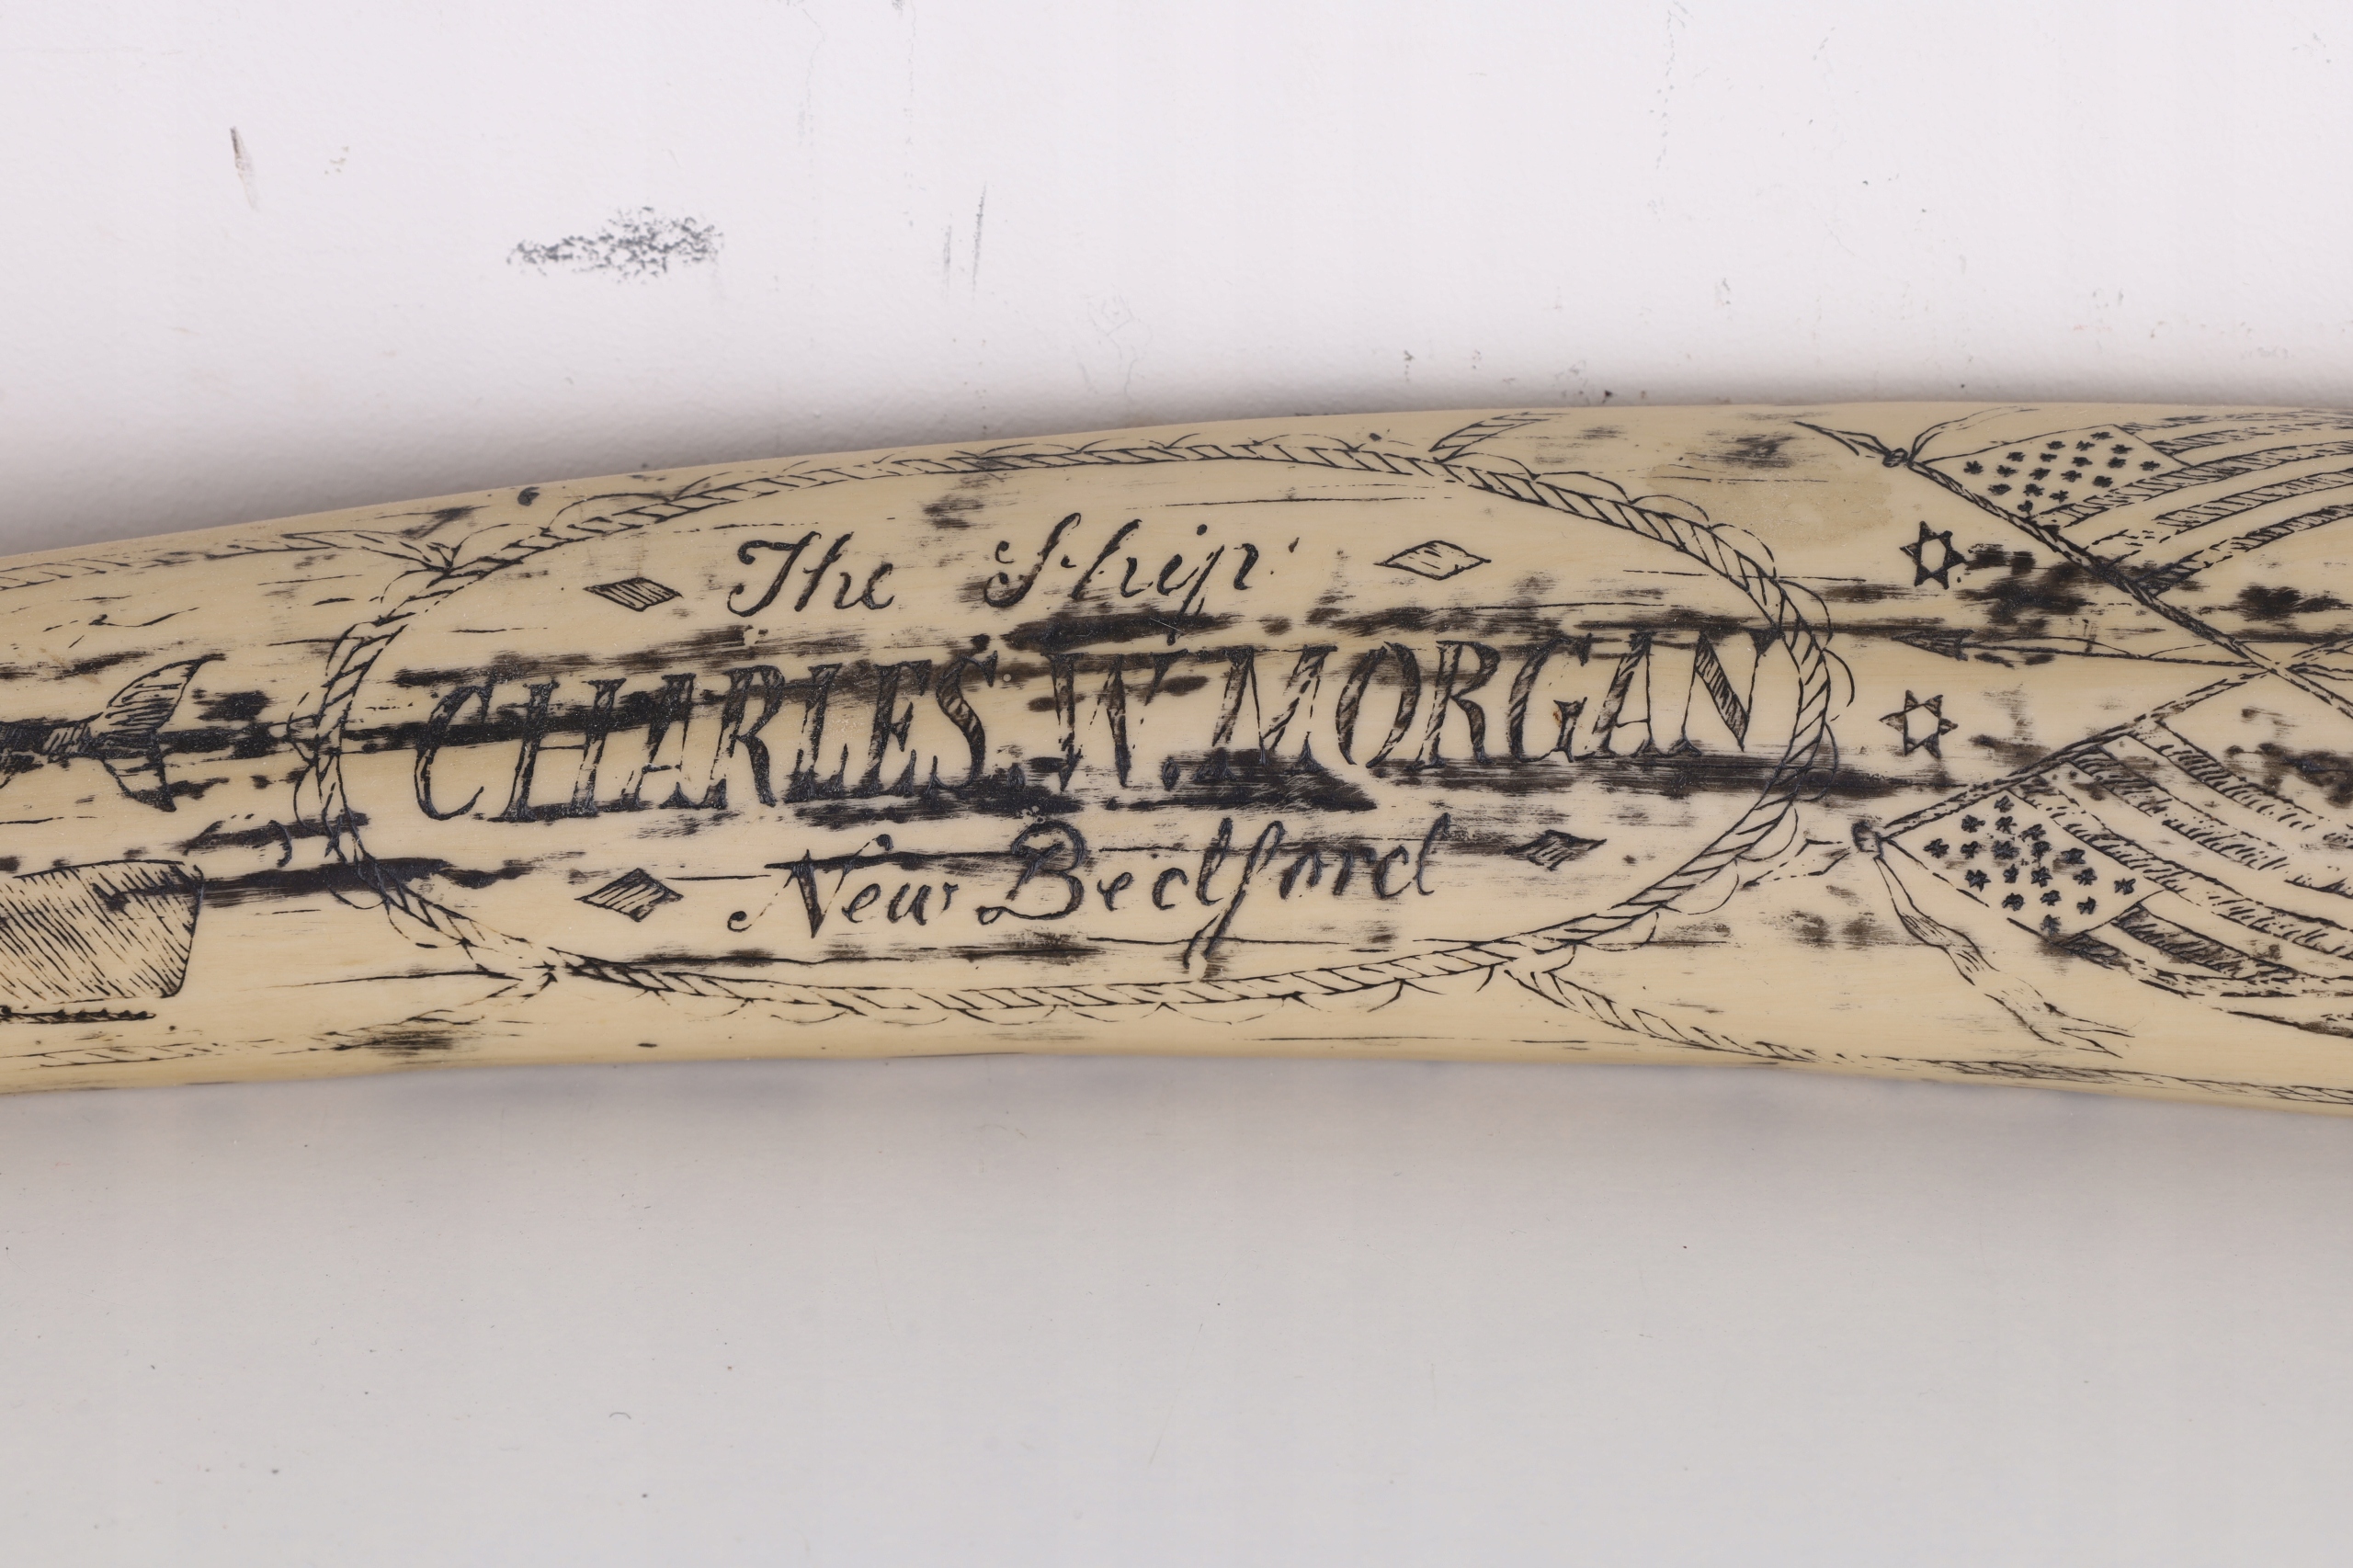 The Ship
CHARLES. W. MORGAN
New Bedford